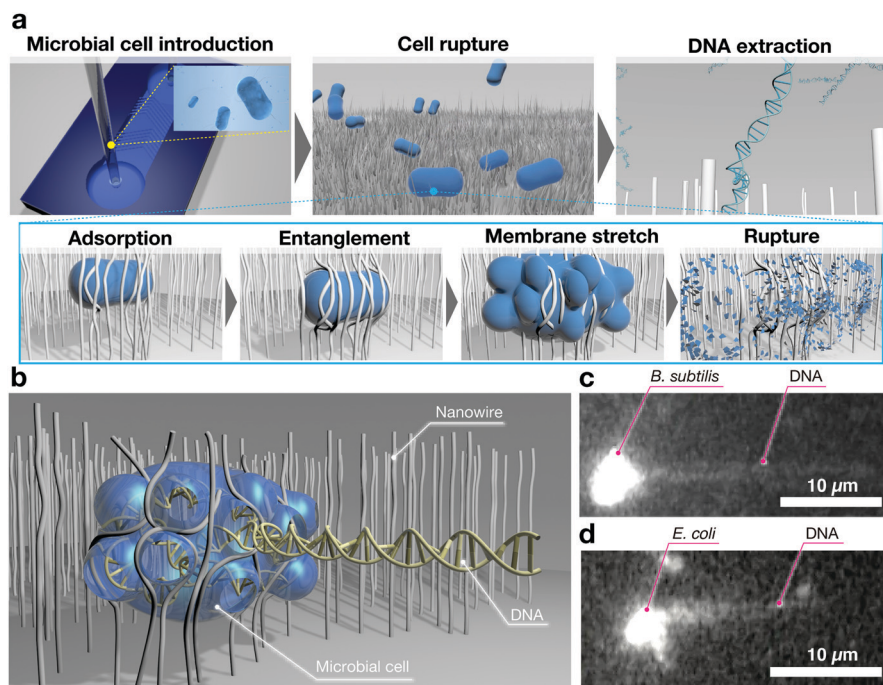 a
Microbial cell introduction
Cell rupture
DNA extraction
Adsorption
Entanglement
Membrane stretch
Rupture
b
Nanowire
DNA
Microbial cell
c
B. subtilis
DNA
10 µm
d
E. coli
DNA
10 µm